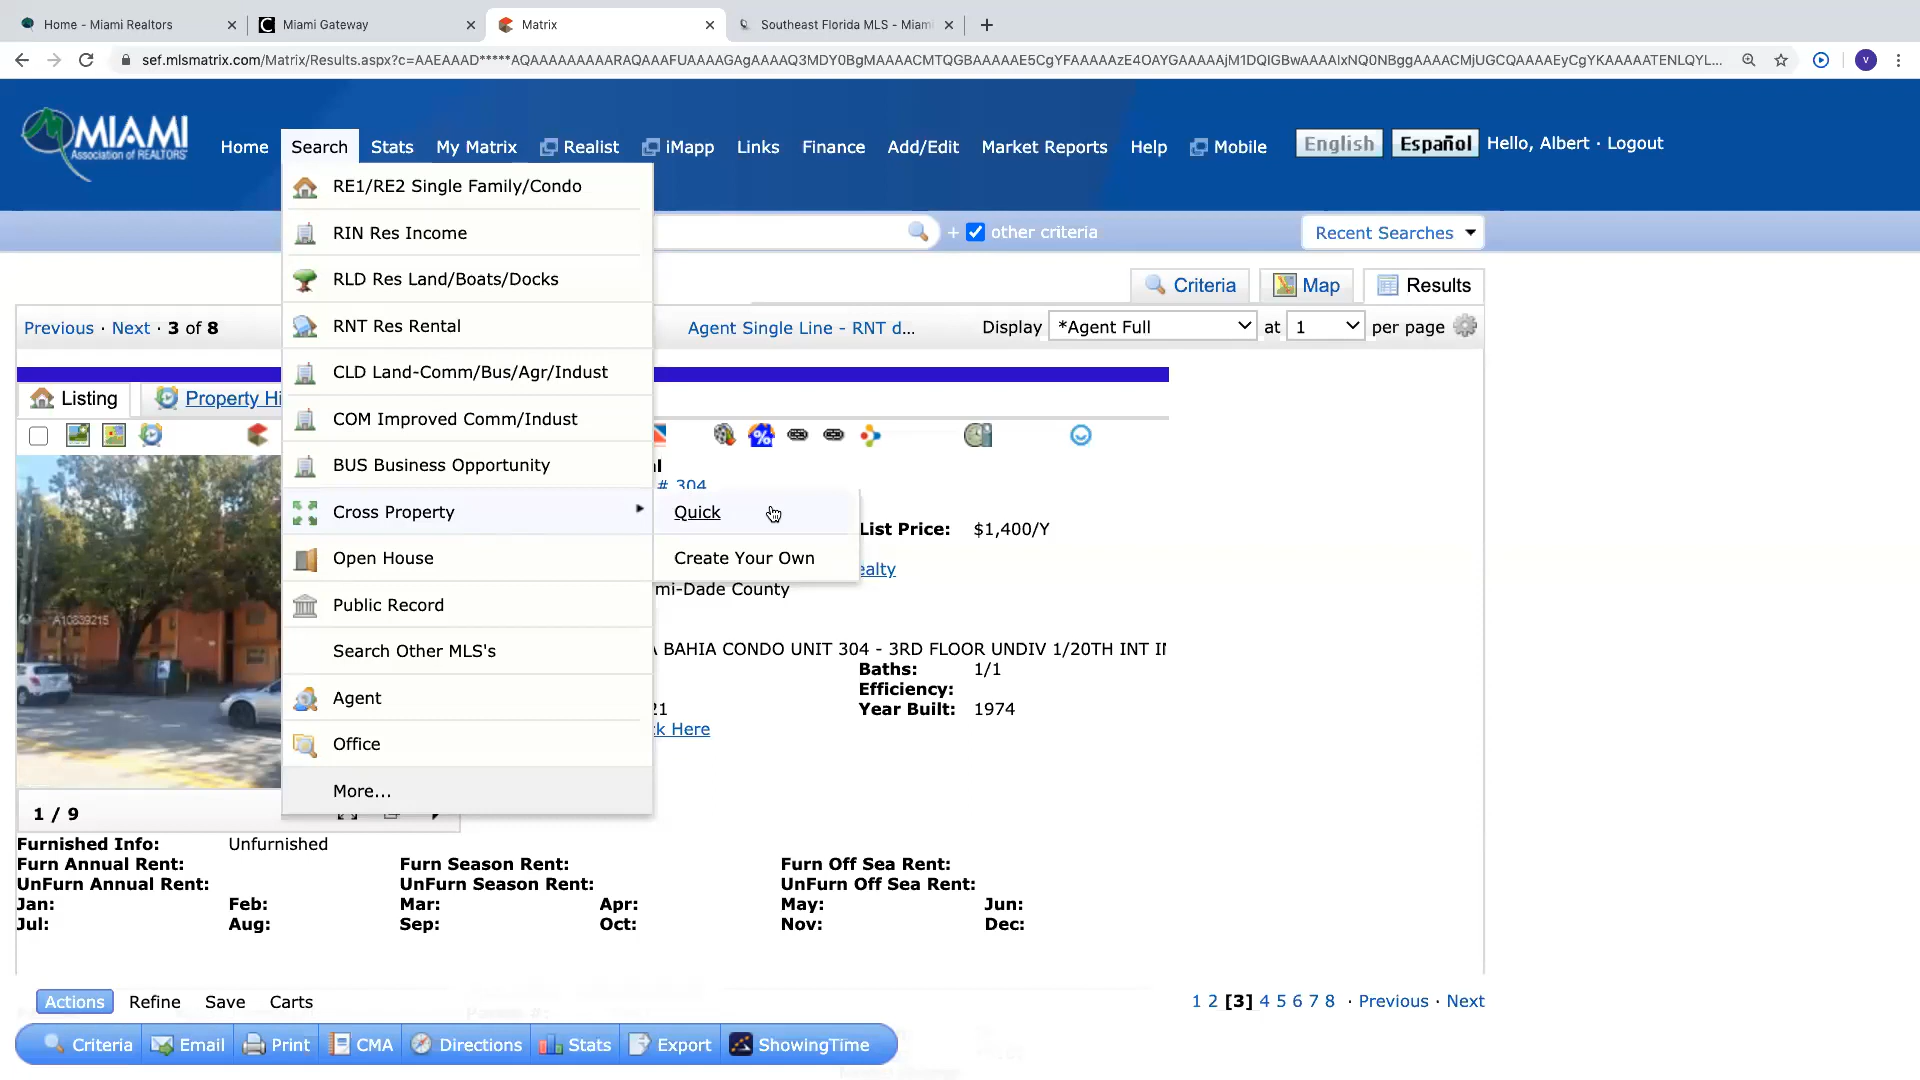 Home - Miami Realtors
Miami Gateway
Matrix
Southeast Florida MLS - Miami
sef.mlsmatrix.com/Matrix/Results.aspx?c=AAEAAAD*****AQAAAAAAAAARAQAAAFUAAAAGAgAAAAQ3MDY0BgMAAAACMTQGBAAAAAE5CgYFAAAAAzE4OAYGAAAAAjM1DQIGBwAAAAIxNQ0NBggAAAACMjUGCQAAAAEyCgYKAAAAATENLQYL...
v
MIAMI
Association of REALTORS®
Home Search Stats My Matrix Realist iMapp Links Finance Add/Edit Market Reports Help Mobile
English Español Hello, Albert · Logout
+ other criteria
Recent Searches
Criteria Map Results
Previous · Next · 3 of 8
Agent Single Line - RNT d...
Display *Agent Full at 1 per page
Listing
Property Hi
RE1/RE2 Single Family/Condo
RIN Res Income
RLD Res Land/Boats/Docks
RNT Res Rental
CLD Land-Comm/Bus/Agr/Indust
COM Improved Comm/Indust
BUS Business Opportunity
Cross Property
Quick
Create Your Own
Open House
Public Record
Search Other MLS's
Agent
Office
More...
# 304
List Price: $1,400/Y
ealty
mi-Dade County
A10839215
BAHIA CONDO UNIT 304 - 3RD FLOOR UNDIV 1/20TH INT II
Baths: 1/1
Efficiency:
21
Year Built: 1974
ck Here
1 / 9
Furnished Info: Unfurnished
Furn Annual Rent: Furn Season Rent: Furn Off Sea Rent:
UnFurn Annual Rent: UnFurn Season Rent: UnFurn Off Sea Rent:
Jan: Feb: Mar: Apr: May: Jun:
Jul: Aug: Sep: Oct: Nov: Dec:
Actions Refine Save Carts
1 2 [3] 4 5 6 7 8 · Previous · Next
Criteria Email Print CMA Directions Stats Export ShowingTime